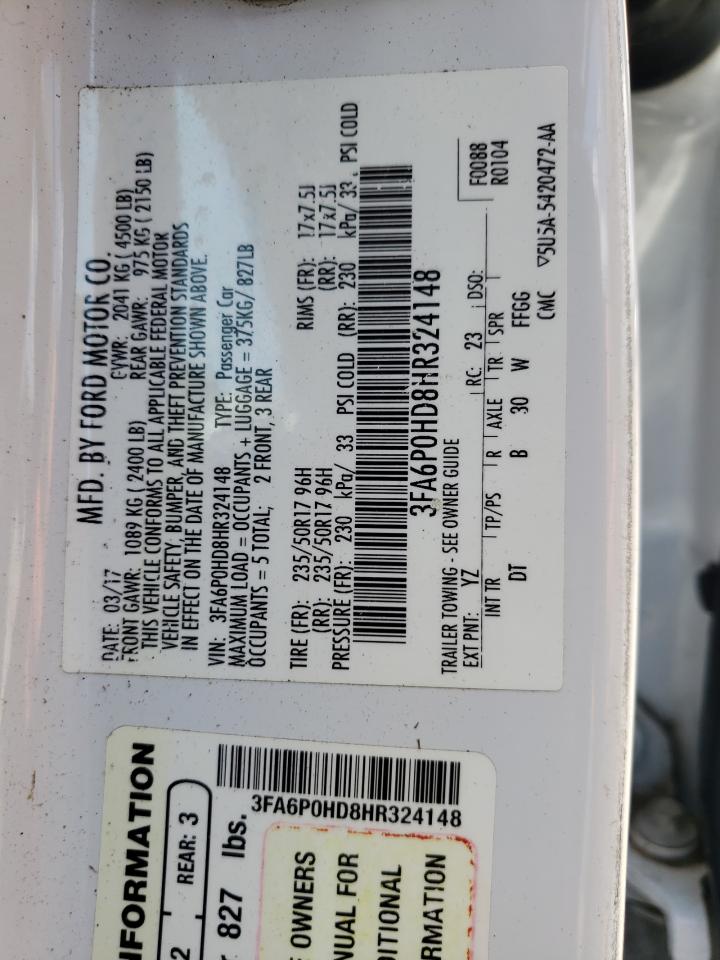 MFD. BY FORD MOTOR CO.
DATE: 03/17 GVWR: 2041 KG ( 4500 LB)
FRONT GAWR: 1089 KG ( 2400 LB) REAR GAWR: 975 KG ( 2150 LB)
THIS VEHICLE CONFORMS TO ALL APPLICABLE FEDERAL MOTOR
VEHICLE SAFETY, BUMPER, AND THEFT PREVENTION STANDARDS
IN EFFECT ON THE DATE OF MANUFACTURE SHOWN ABOVE.
VIN: 3FA6P0HD8HR324148 TYPE: Passenger Car
MAXIMUM LOAD = OCCUPANTS + LUGGAGE = 375KG/ 827LB
OCCUPANTS = 5 TOTAL; 2 FRONT, 3 REAR
TIRE (FR): 235/50R17 96H RIMS (FR): 17x7.5J
(RR): 235/50R17 96H (RR): 17x7.5J
PRESSURE (FR): 230 kPa/ 33 PSI COLD (RR): 230 kPa/ 33 PSI COLD
3FA6P0HD8HR324148
TRAILER TOWING - SEE OWNER GUIDE
EXT PNT: YZ RC: 23 DSO: F0088
R0104
INT TR TP/PS R AXLE TR SPR
DT B 30 W FFGG
CMC ▽5U5A-5420472-AA
REAR: 3
827 lbs.
3FA6P0HD8HR324148
OWNERS
FOR